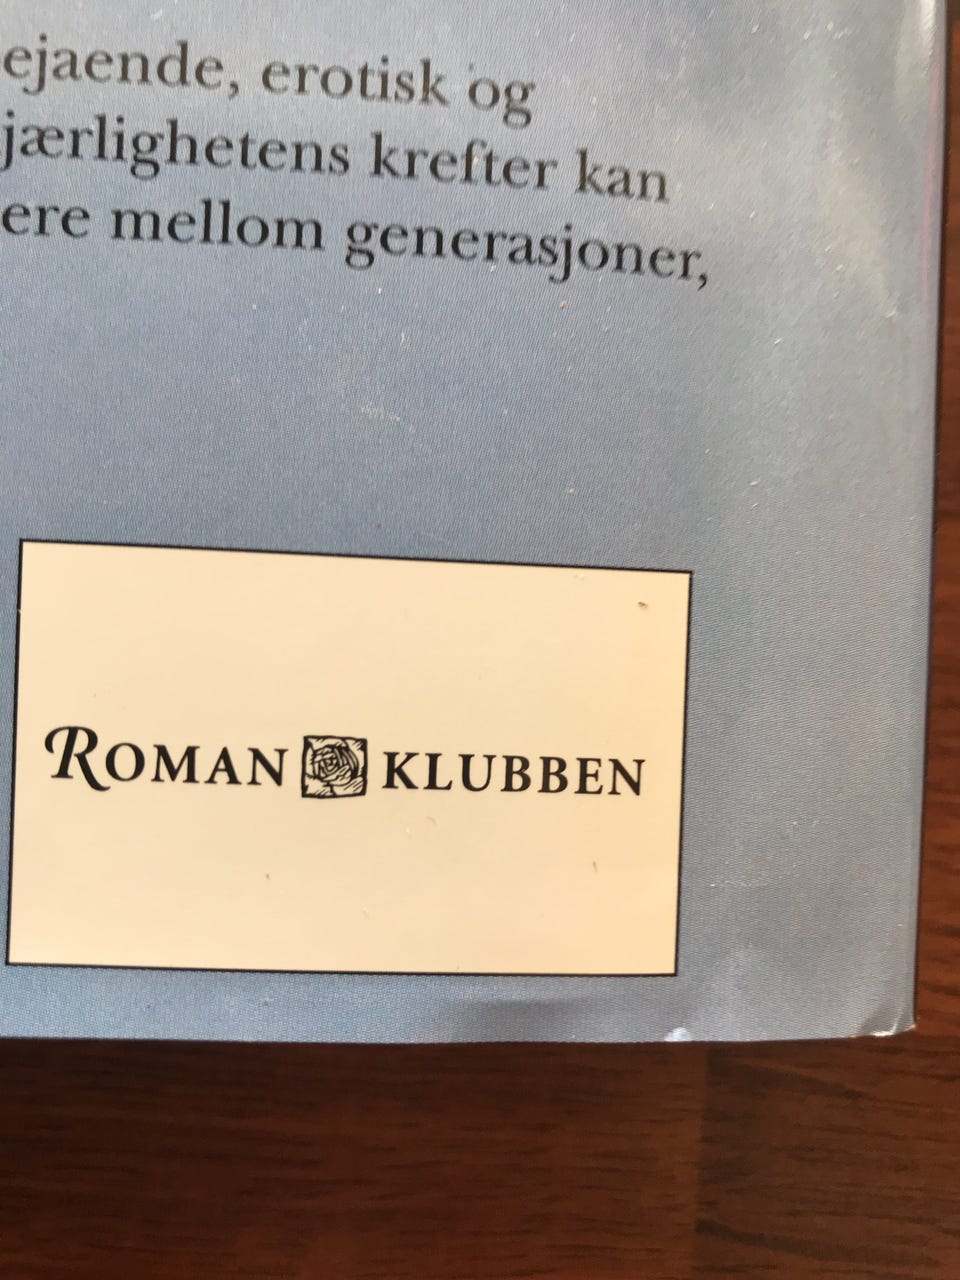 ejaende, erotisk og
jærlighetens krefter kan
ere mellom generasjoner,
ROMAN KLUBBEN